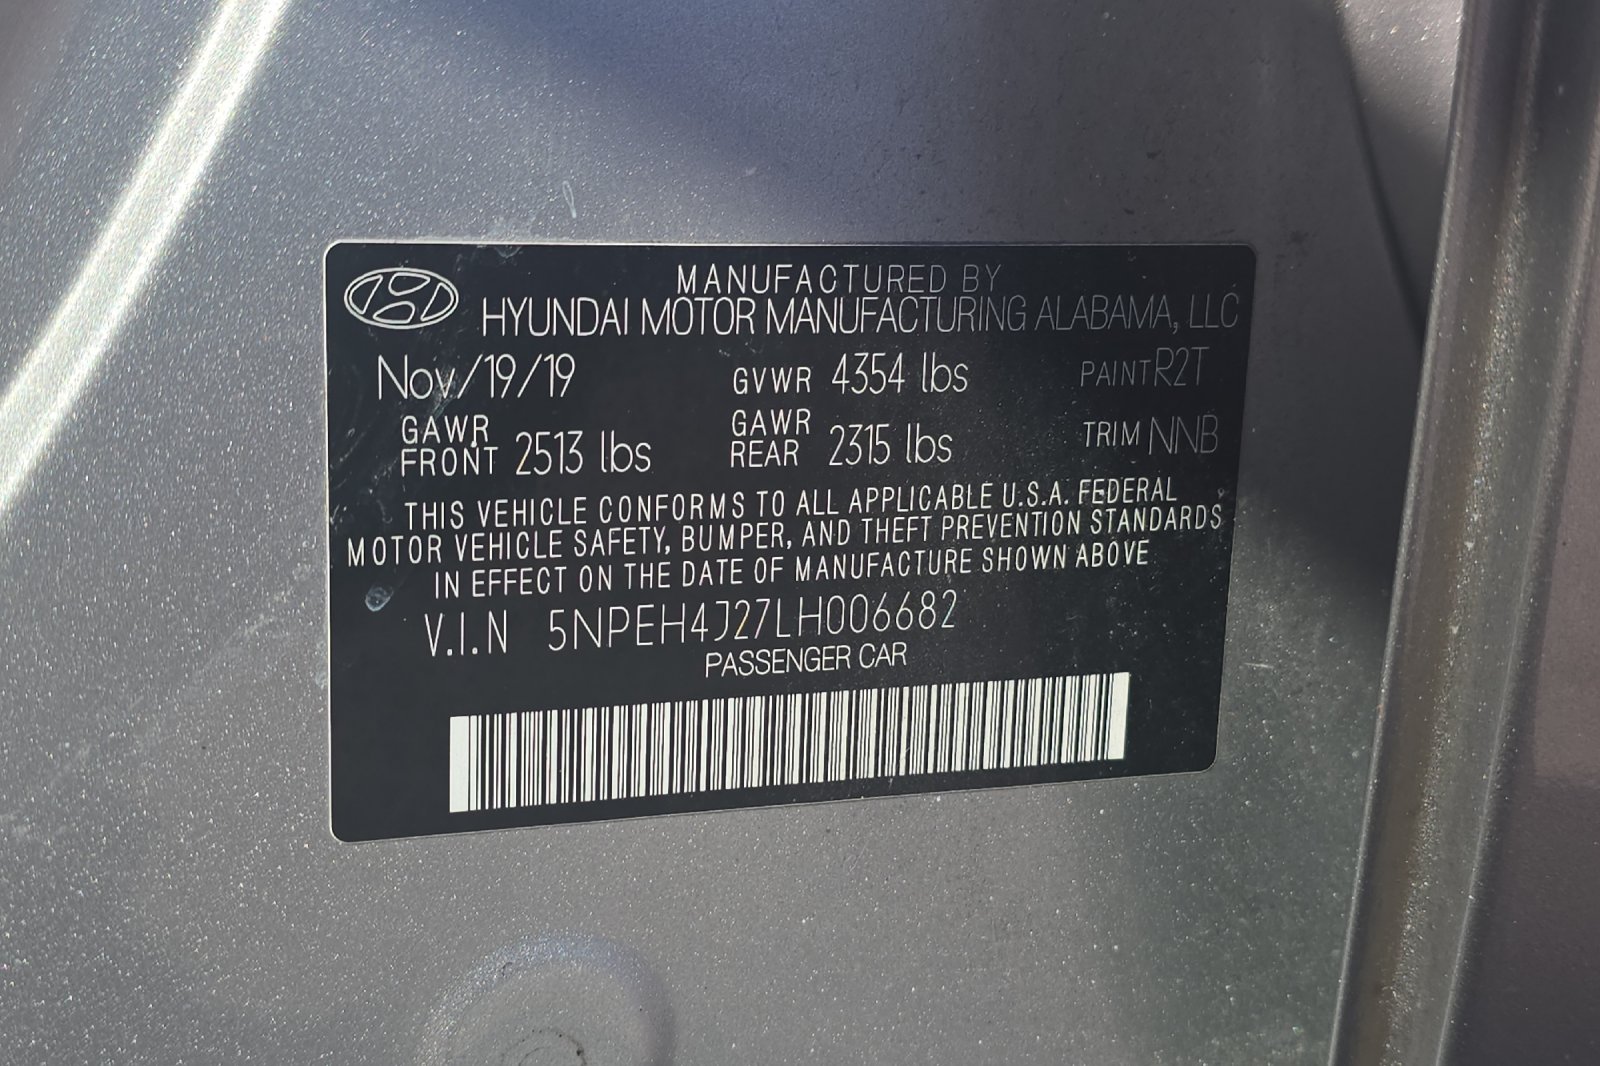 MANUFACTURED BY
HYUNDAI MOTOR MANUFACTURING ALABAMA, LLC
Nov/19/19 GVWR 4354 lbs PAINT R2T
GAWR FRONT 2513 lbs GAWR REAR 2315 lbs TRIM NNB
THIS VEHICLE CONFORMS TO ALL APPLICABLE U.S.A. FEDERAL
MOTOR VEHICLE SAFETY, BUMPER, AND THEFT PREVENTION STANDARDS
IN EFFECT ON THE DATE OF MANUFACTURE SHOWN ABOVE
V.I.N 5NPEH4J27LH006682
PASSENGER CAR